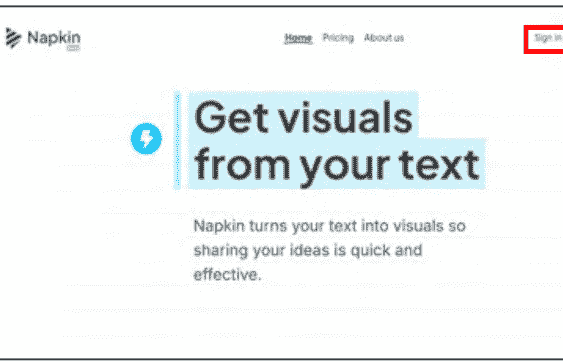 Napkin
Home Pricing About us
Sign in
Get visuals
from your text
Napkin turns your text into visuals so
sharing your ideas is quick and
effective.